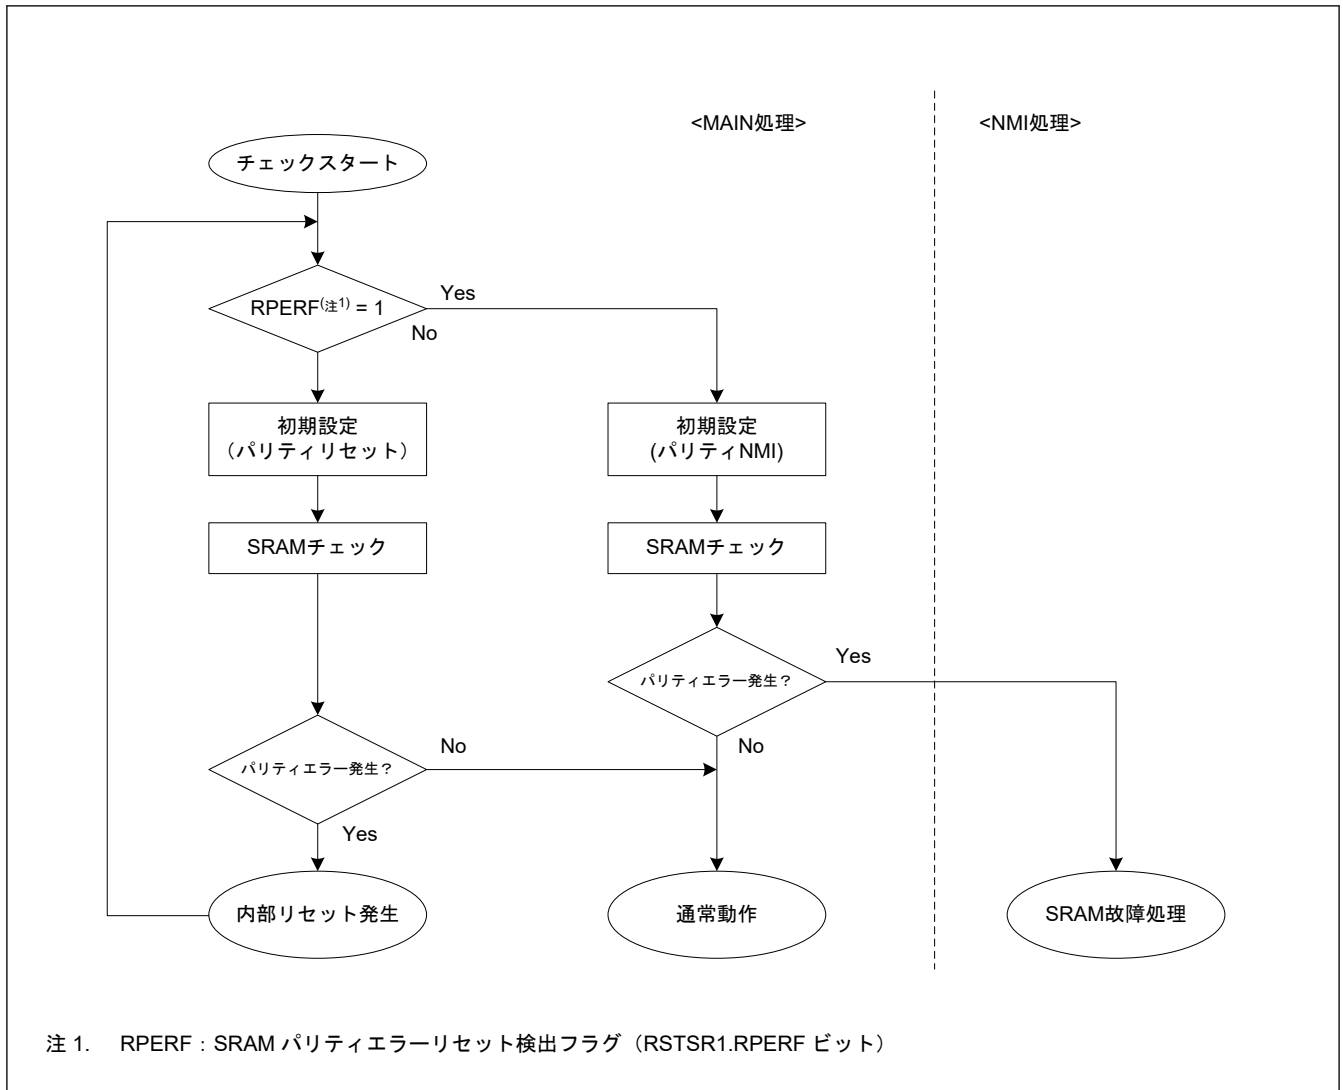 <MAIN処理>
<NMI処理>
チェックスタート
RPERF(注1) = 1
Yes
No
初期設定
（パリティリセット）
初期設定
(パリティNMI)
SRAMチェック
SRAMチェック
パリティエラー発生？
Yes
No
パリティエラー発生？
No
Yes
内部リセット発生
通常動作
SRAM故障処理
注 1. RPERF：SRAM パリティエラーリセット検出フラグ（RSTSR1.RPERF ビット）